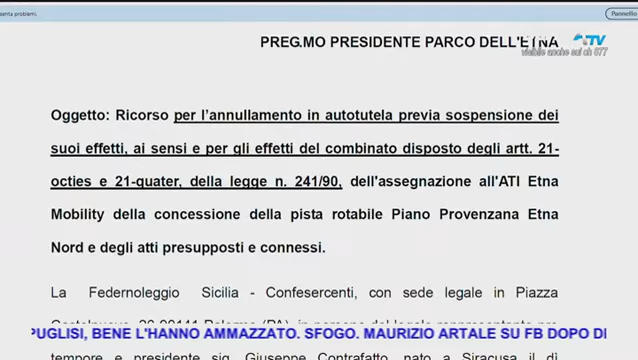 senta problemi.
Pannello
PREG.MO PRESIDENTE PARCO DELL'ETNA
TV
visibile anche sul ch 677
Oggetto: Ricorso per l'annullamento in autotutela previa sospensione dei
suoi effetti, ai sensi e per gli effetti del combinato disposto degli artt. 21-
octies e 21-quater, della legge n. 241/90, dell'assegnazione all'ATI Etna
Mobility della concessione della pista rotabile Piano Provenzana Etna
Nord e degli atti presupposti e connessi.
La Federnoleggio Sicilia - Confesercenti, con sede legale in Piazza
PUGLISI, BENE L'HANNO AMMAZZATO. SFOGO. MAURIZIO ARTALE SU FB DOPO DI
tempore e presidente sig. Giuseppe Contrafatto, nato a Siracusa il di